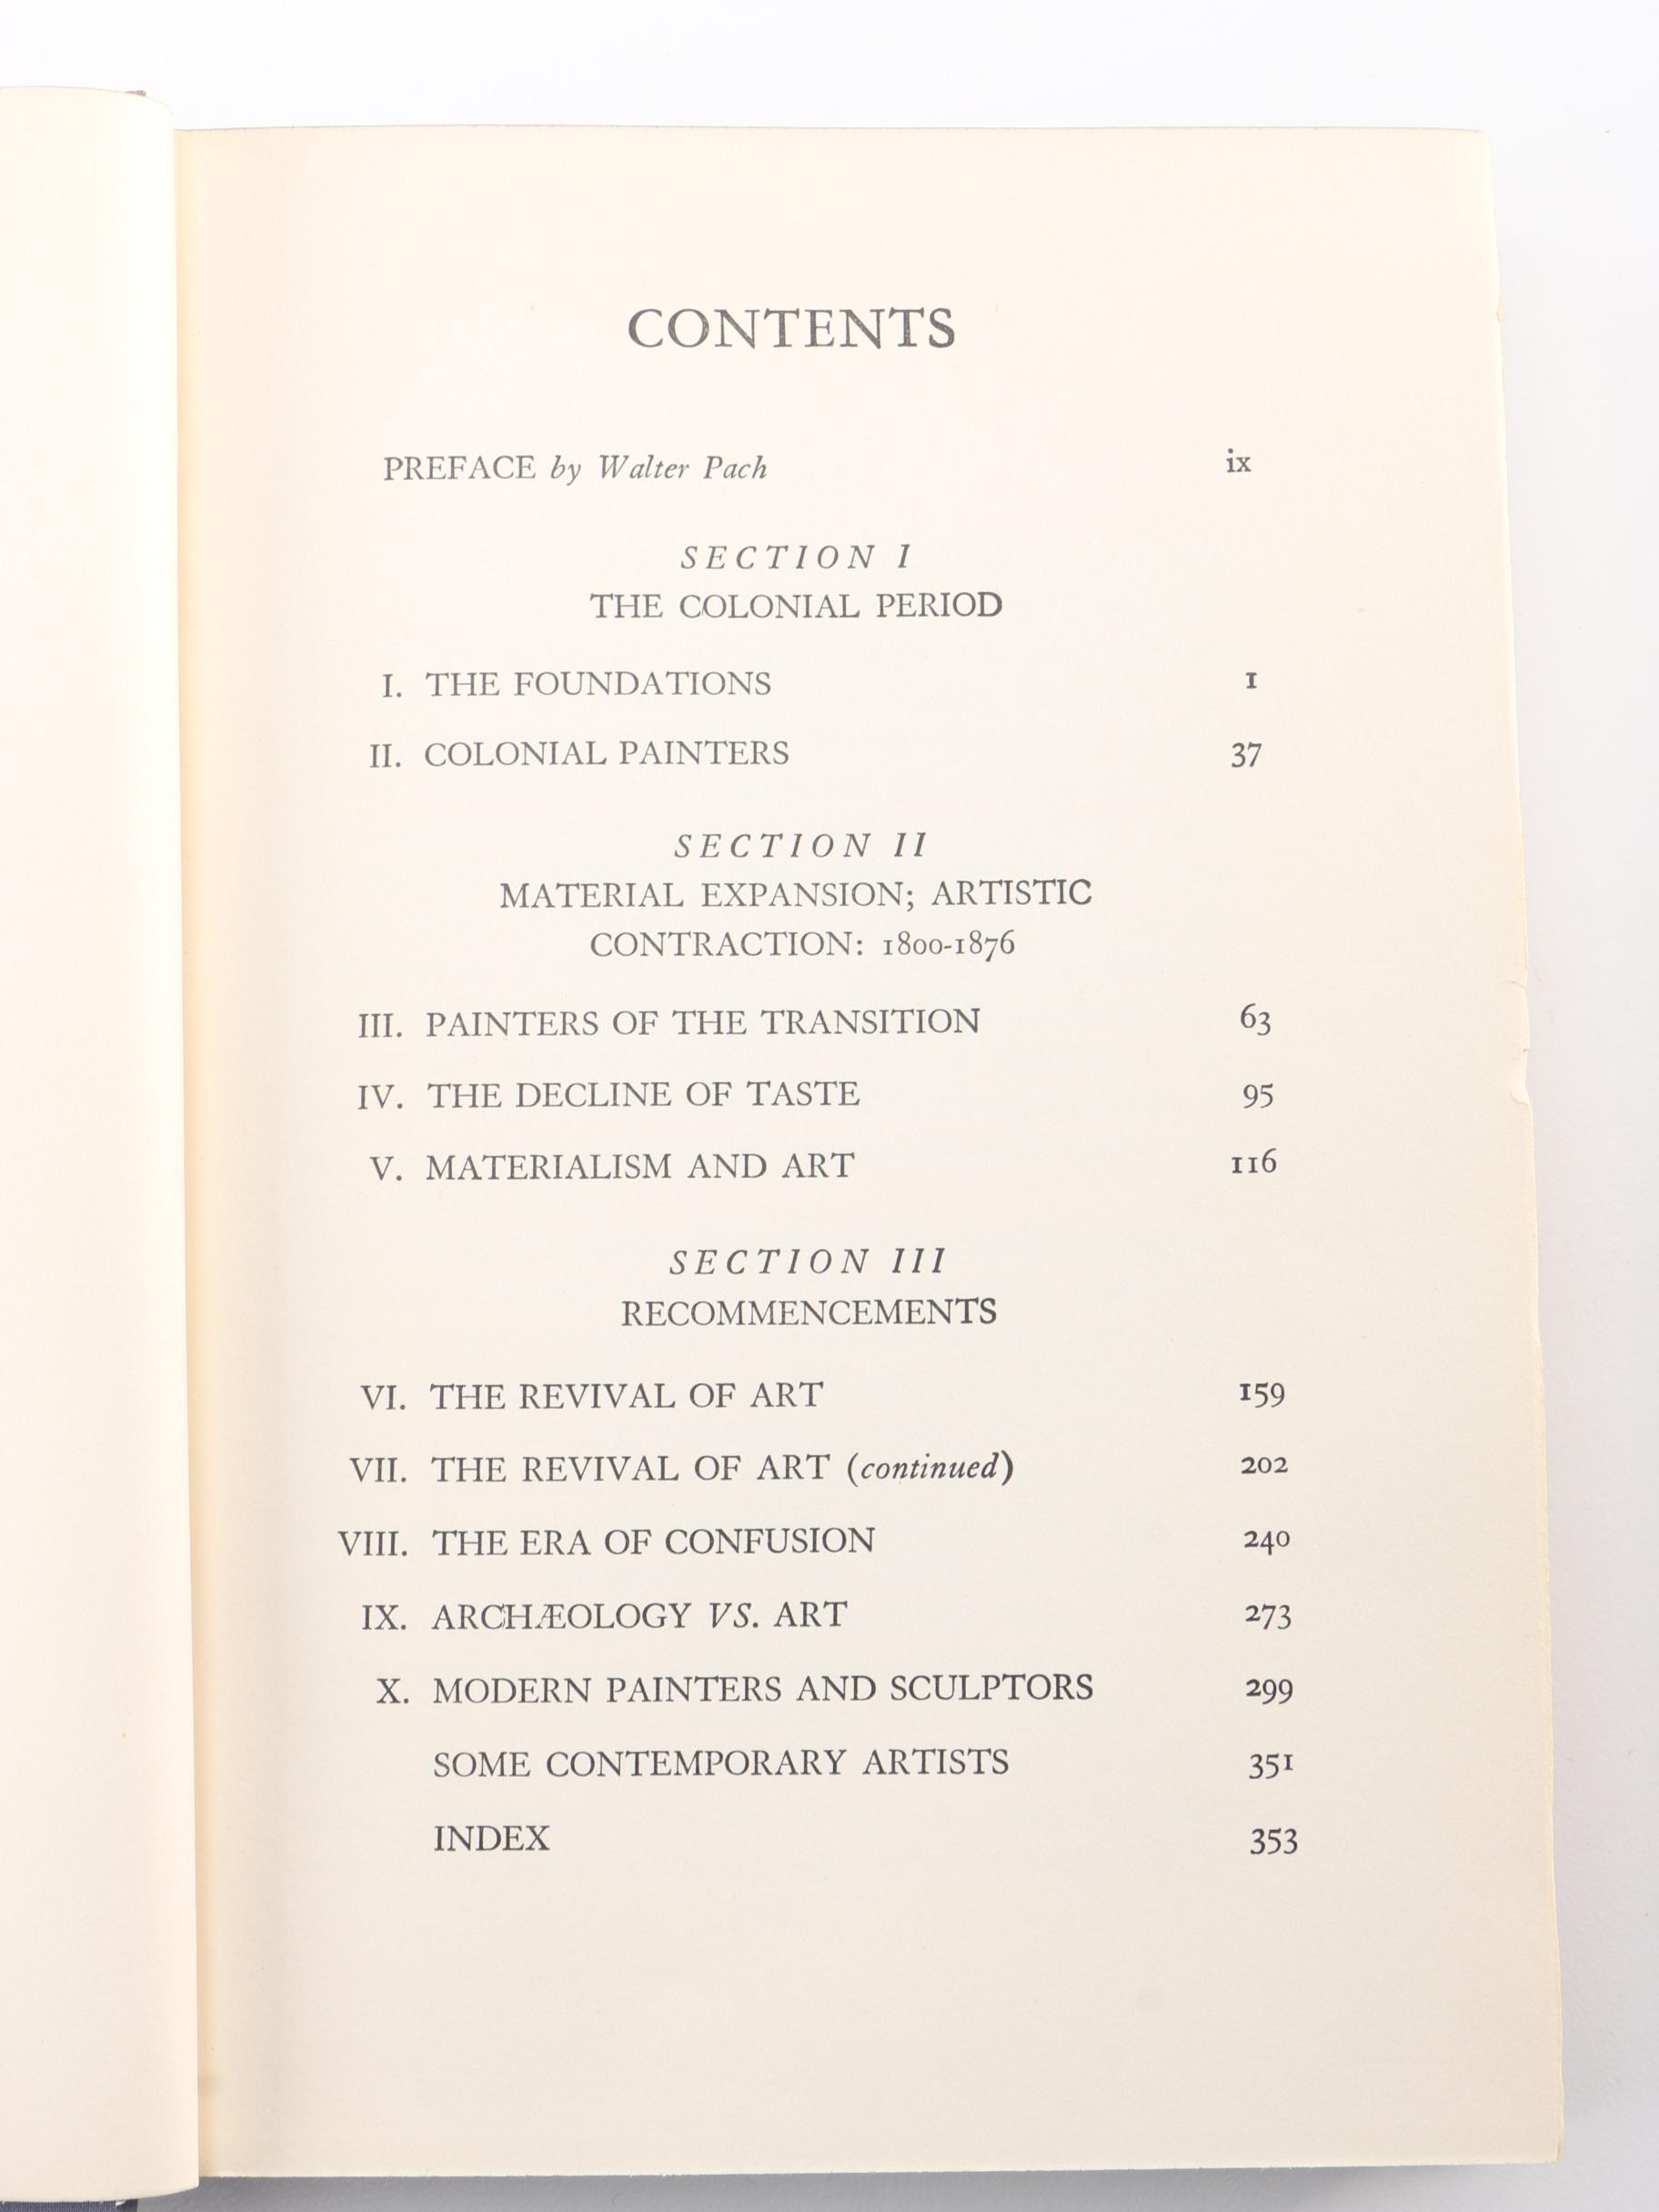 CONTENTS
PREFACE by Walter Pach ix
SECTION I
THE COLONIAL PERIOD
I. THE FOUNDATIONS 1
II. COLONIAL PAINTERS 37
SECTION II
MATERIAL EXPANSION; ARTISTIC
CONTRACTION: 1800-1876
III. PAINTERS OF THE TRANSITION 63
IV. THE DECLINE OF TASTE 95
V. MATERIALISM AND ART 116
SECTION III
RECOMMENCEMENTS
VI. THE REVIVAL OF ART 159
VII. THE REVIVAL OF ART (continued) 202
VIII. THE ERA OF CONFUSION 240
IX. ARCHÆOLOGY VS. ART 273
X. MODERN PAINTERS AND SCULPTORS 299
SOME CONTEMPORARY ARTISTS 351
INDEX 353